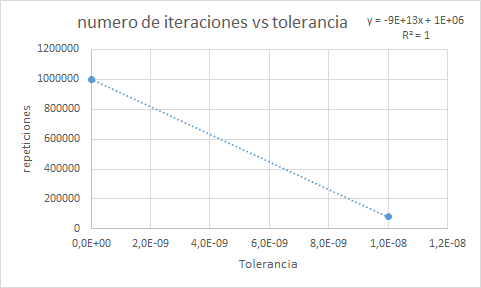 numero de iteraciones vs tolerancia
y = -9E+13x + 1E+06
R² = 1
1200000
1000000
800000
600000
400000
200000
0
repeticiones
0,0E+00 2,0E-09 4,0E-09 6,0E-09 8,0E-09 1,0E-08 1,2E-08
Tolerancia